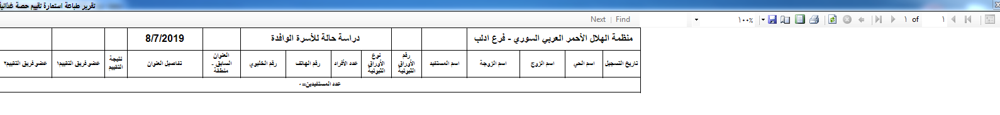 تقرير طباعة استمارة تقييم حصة غذائية
١ of ١ ١٠٠٪ Find | Next
منظمة الهلال الأحمر العربي السوري - فرع ادلب دراسة حالة للأسرة الوافدة 8/7/2019
تاريخ التسجيل اسم الحي اسم الزوج اسم الزوجة اسم المستفيد رقم الأوراق الثبوتية نوع الأوراق الثبوتية عدد الأفراد رقم الهاتف رقم الخليوي العنوان السابق - منطقة تفاصيل العنوان نتيجة التقييم عضو فريق التقييم١ عضو فريق التقييم٢
عدد المستفيدين=٠